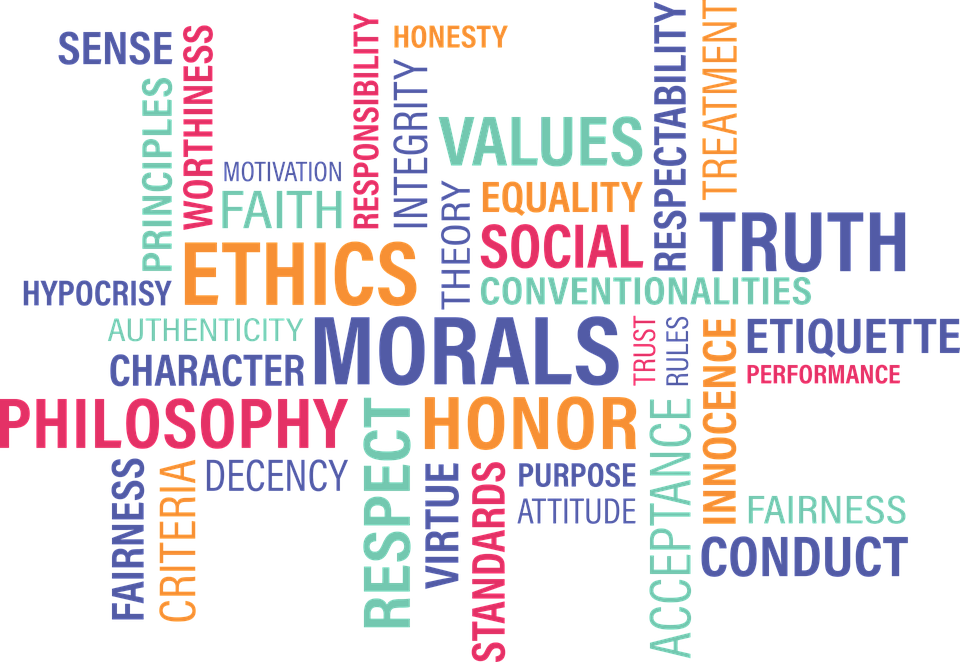 SENSE
PRINCIPLES
WORTHINESS
RESPONSIBILITY
HONESTY
INTEGRITY
VALUES
RESPECTABILITY
TREATMENT
MOTIVATION
FAITH
THEORY
EQUALITY
SOCIAL
TRUTH
ETHICS
HYPOCRISY
CONVENTIONALITIES
AUTHENTICITY
CHARACTER
MORALS
TRUST
RULES
INNOCENCE
ETIQUETTE
PERFORMANCE
PHILOSOPHY
RESPECT
HONOR
ACCEPTANCE
FAIRNESS
CRITERIA
DECENCY
VIRTUE
STANDARDS
PURPOSE
ATTITUDE
FAIRNESS
CONDUCT